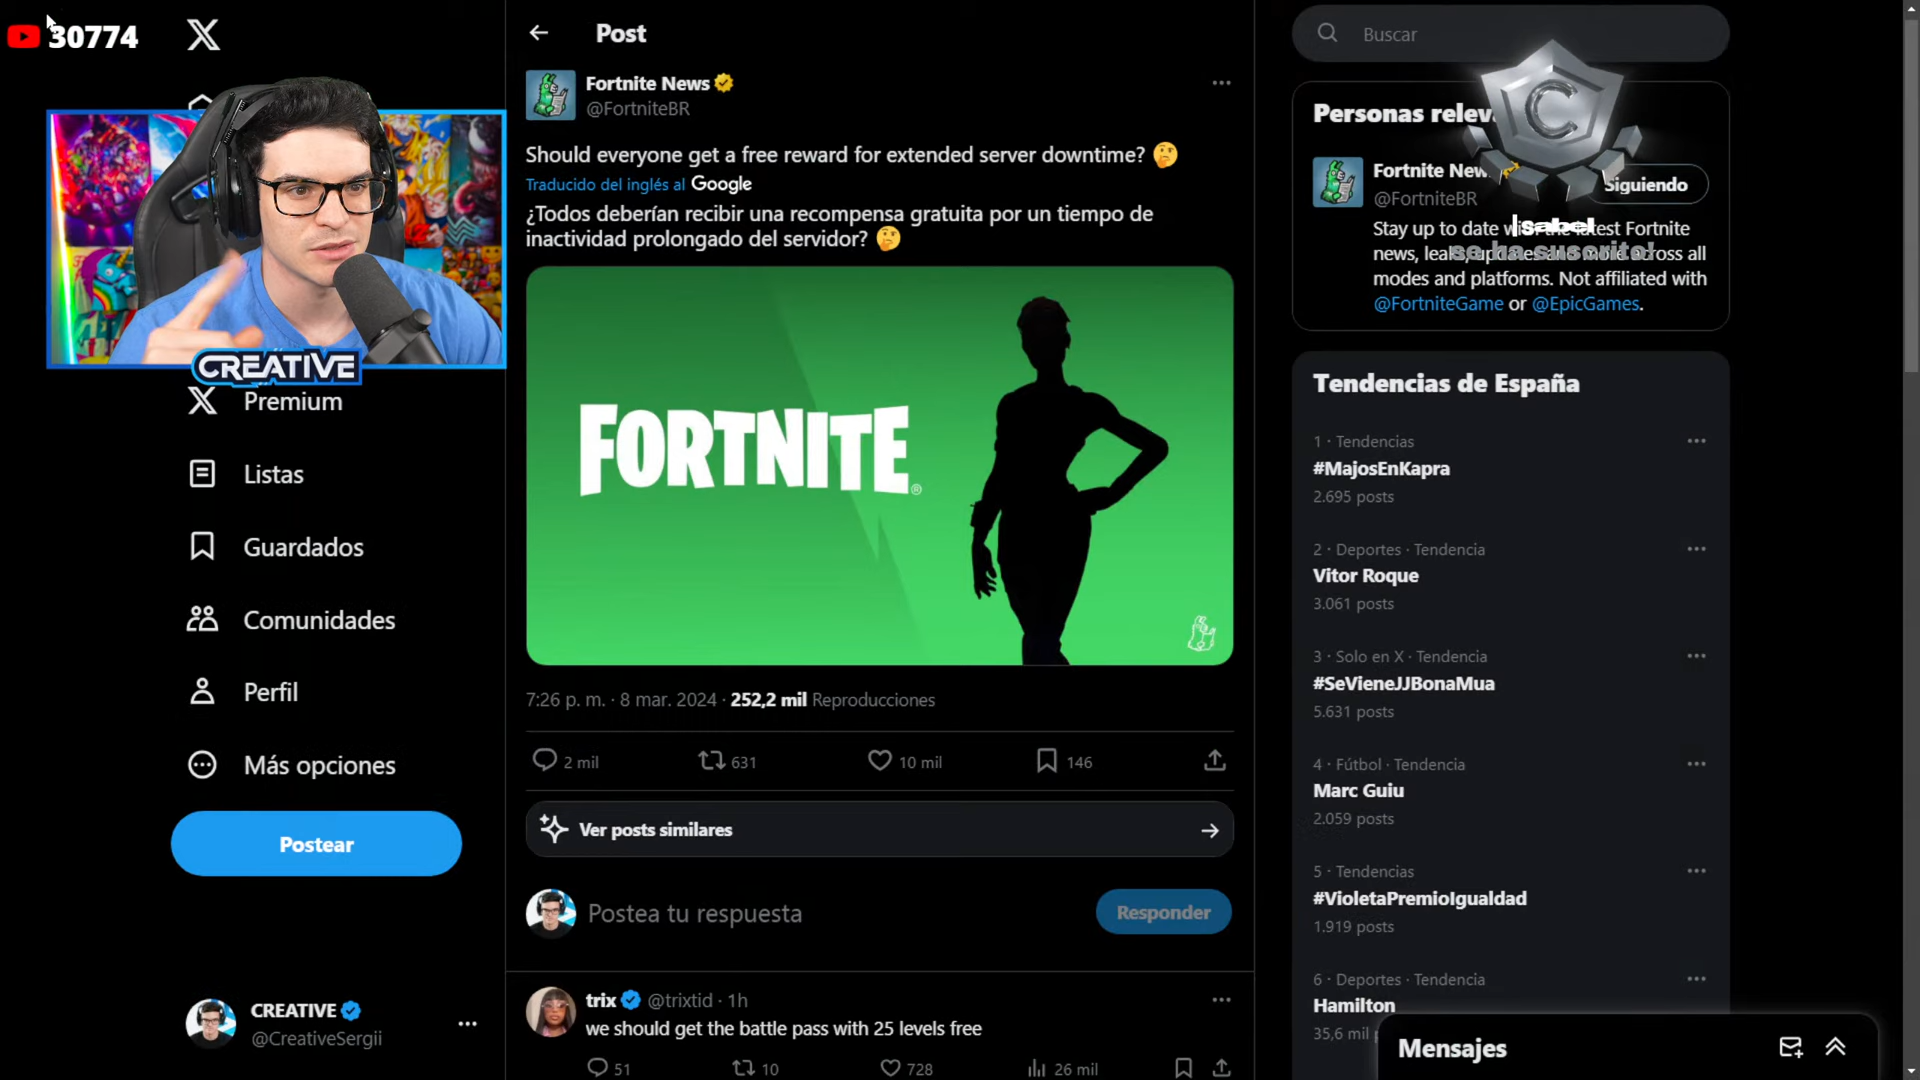 30774
CREATIVE
Premium
Listas
Guardados
Comunidades
Perfil
Más opciones
Postear
CREATIVE
@CreativeSergii
Post
Fortnite News
@FortniteBR
Should everyone get a free reward for extended server downtime? 🤔
Traducido del inglés al Google
¿Todos deberían recibir una recompensa gratuita por un tiempo de
inactividad prolongado del servidor? 🤔
FORTNITE
7:26 p. m. · 8 mar. 2024 · 252,2 mil Reproducciones
2 mil
631
10 mil
146
Ver posts similares
Postea tu respuesta
Responder
trix @trixtid · 1h
we should get the battle pass with 25 levels free
51
10
728
26 mil
Buscar
Personas relev
C
Fortnite New
@FortniteBR
Siguiendo
Isabel
se ha suscrito!
Stay up to date with the latest Fortnite
news, leaks, updates and more across all
modes and platforms. Not affiliated with
@FortniteGame or @EpicGames.
Tendencias de España
1 · Tendencias
#MajosEnKapra
2.695 posts
2 · Deportes · Tendencia
Vitor Roque
3.061 posts
3 · Solo en X · Tendencia
#SeVieneJJBonaMua
5.631 posts
4 · Fútbol · Tendencia
Marc Guiu
2.059 posts
5 · Tendencias
#VioletaPremioIgualdad
1.919 posts
6 · Deportes · Tendencia
Hamilton
35,6 mil p
Mensajes